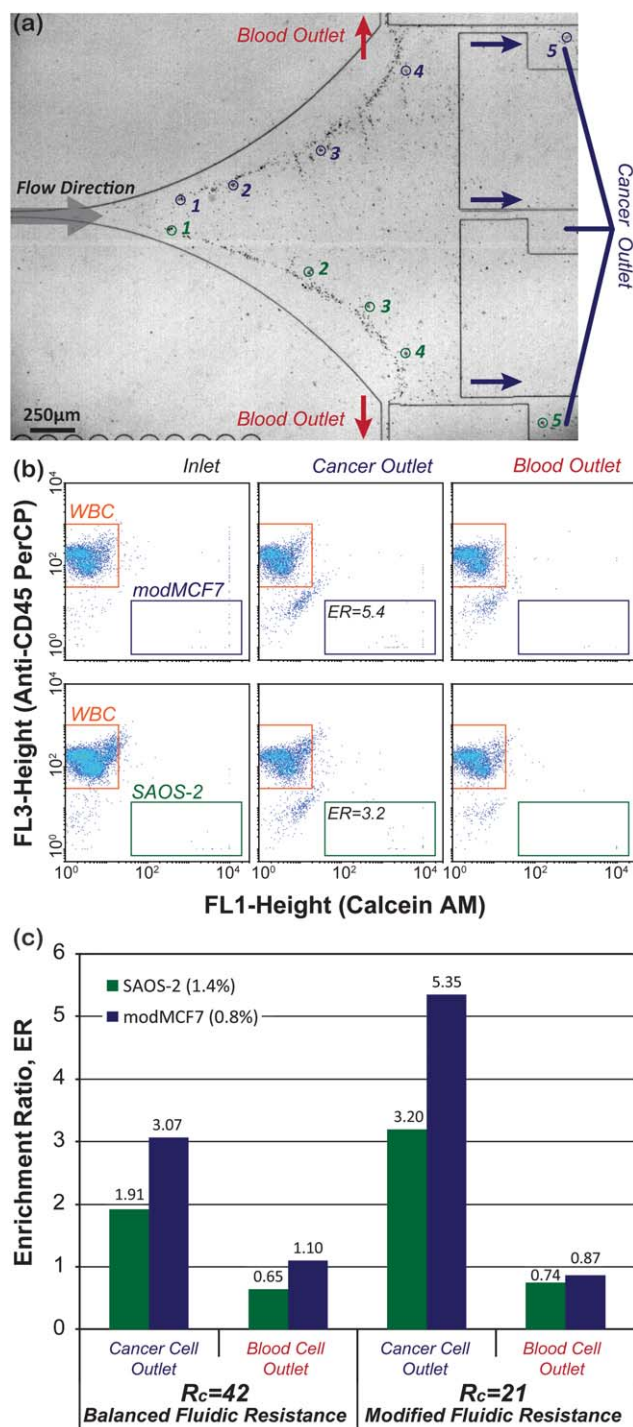 (a)
Blood Outlet
5
4
3
Flow Direction
2
1
1
2
3
4
Cancer Outlet
250µm
Blood Outlet
5
(b)
Inlet
Cancer Outlet
Blood Outlet
FL3-Height (Anti-CD45 PerCP)
10⁴
WBC
10²
modMCF7
ER=5.4
10⁰
10⁴
WBC
10²
SAOS-2
ER=3.2
10⁰
10⁰ 10² 10⁴ 10⁰ 10² 10⁴ 10⁰ 10² 10⁴
FL1-Height (Calcein AM)
(c)
Enrichment Ratio, ER
6
5
4
3
2
1
0
SAOS-2 (1.4%)
modMCF7 (0.8%)
1.91
3.07
0.65
1.10
3.20
5.35
0.74
0.87
Cancer Cell
Outlet
Blood Cell
Outlet
Cancer Cell
Outlet
Blood Cell
Outlet
Rc=42
Balanced Fluidic Resistance
Rc=21
Modified Fluidic Resistance